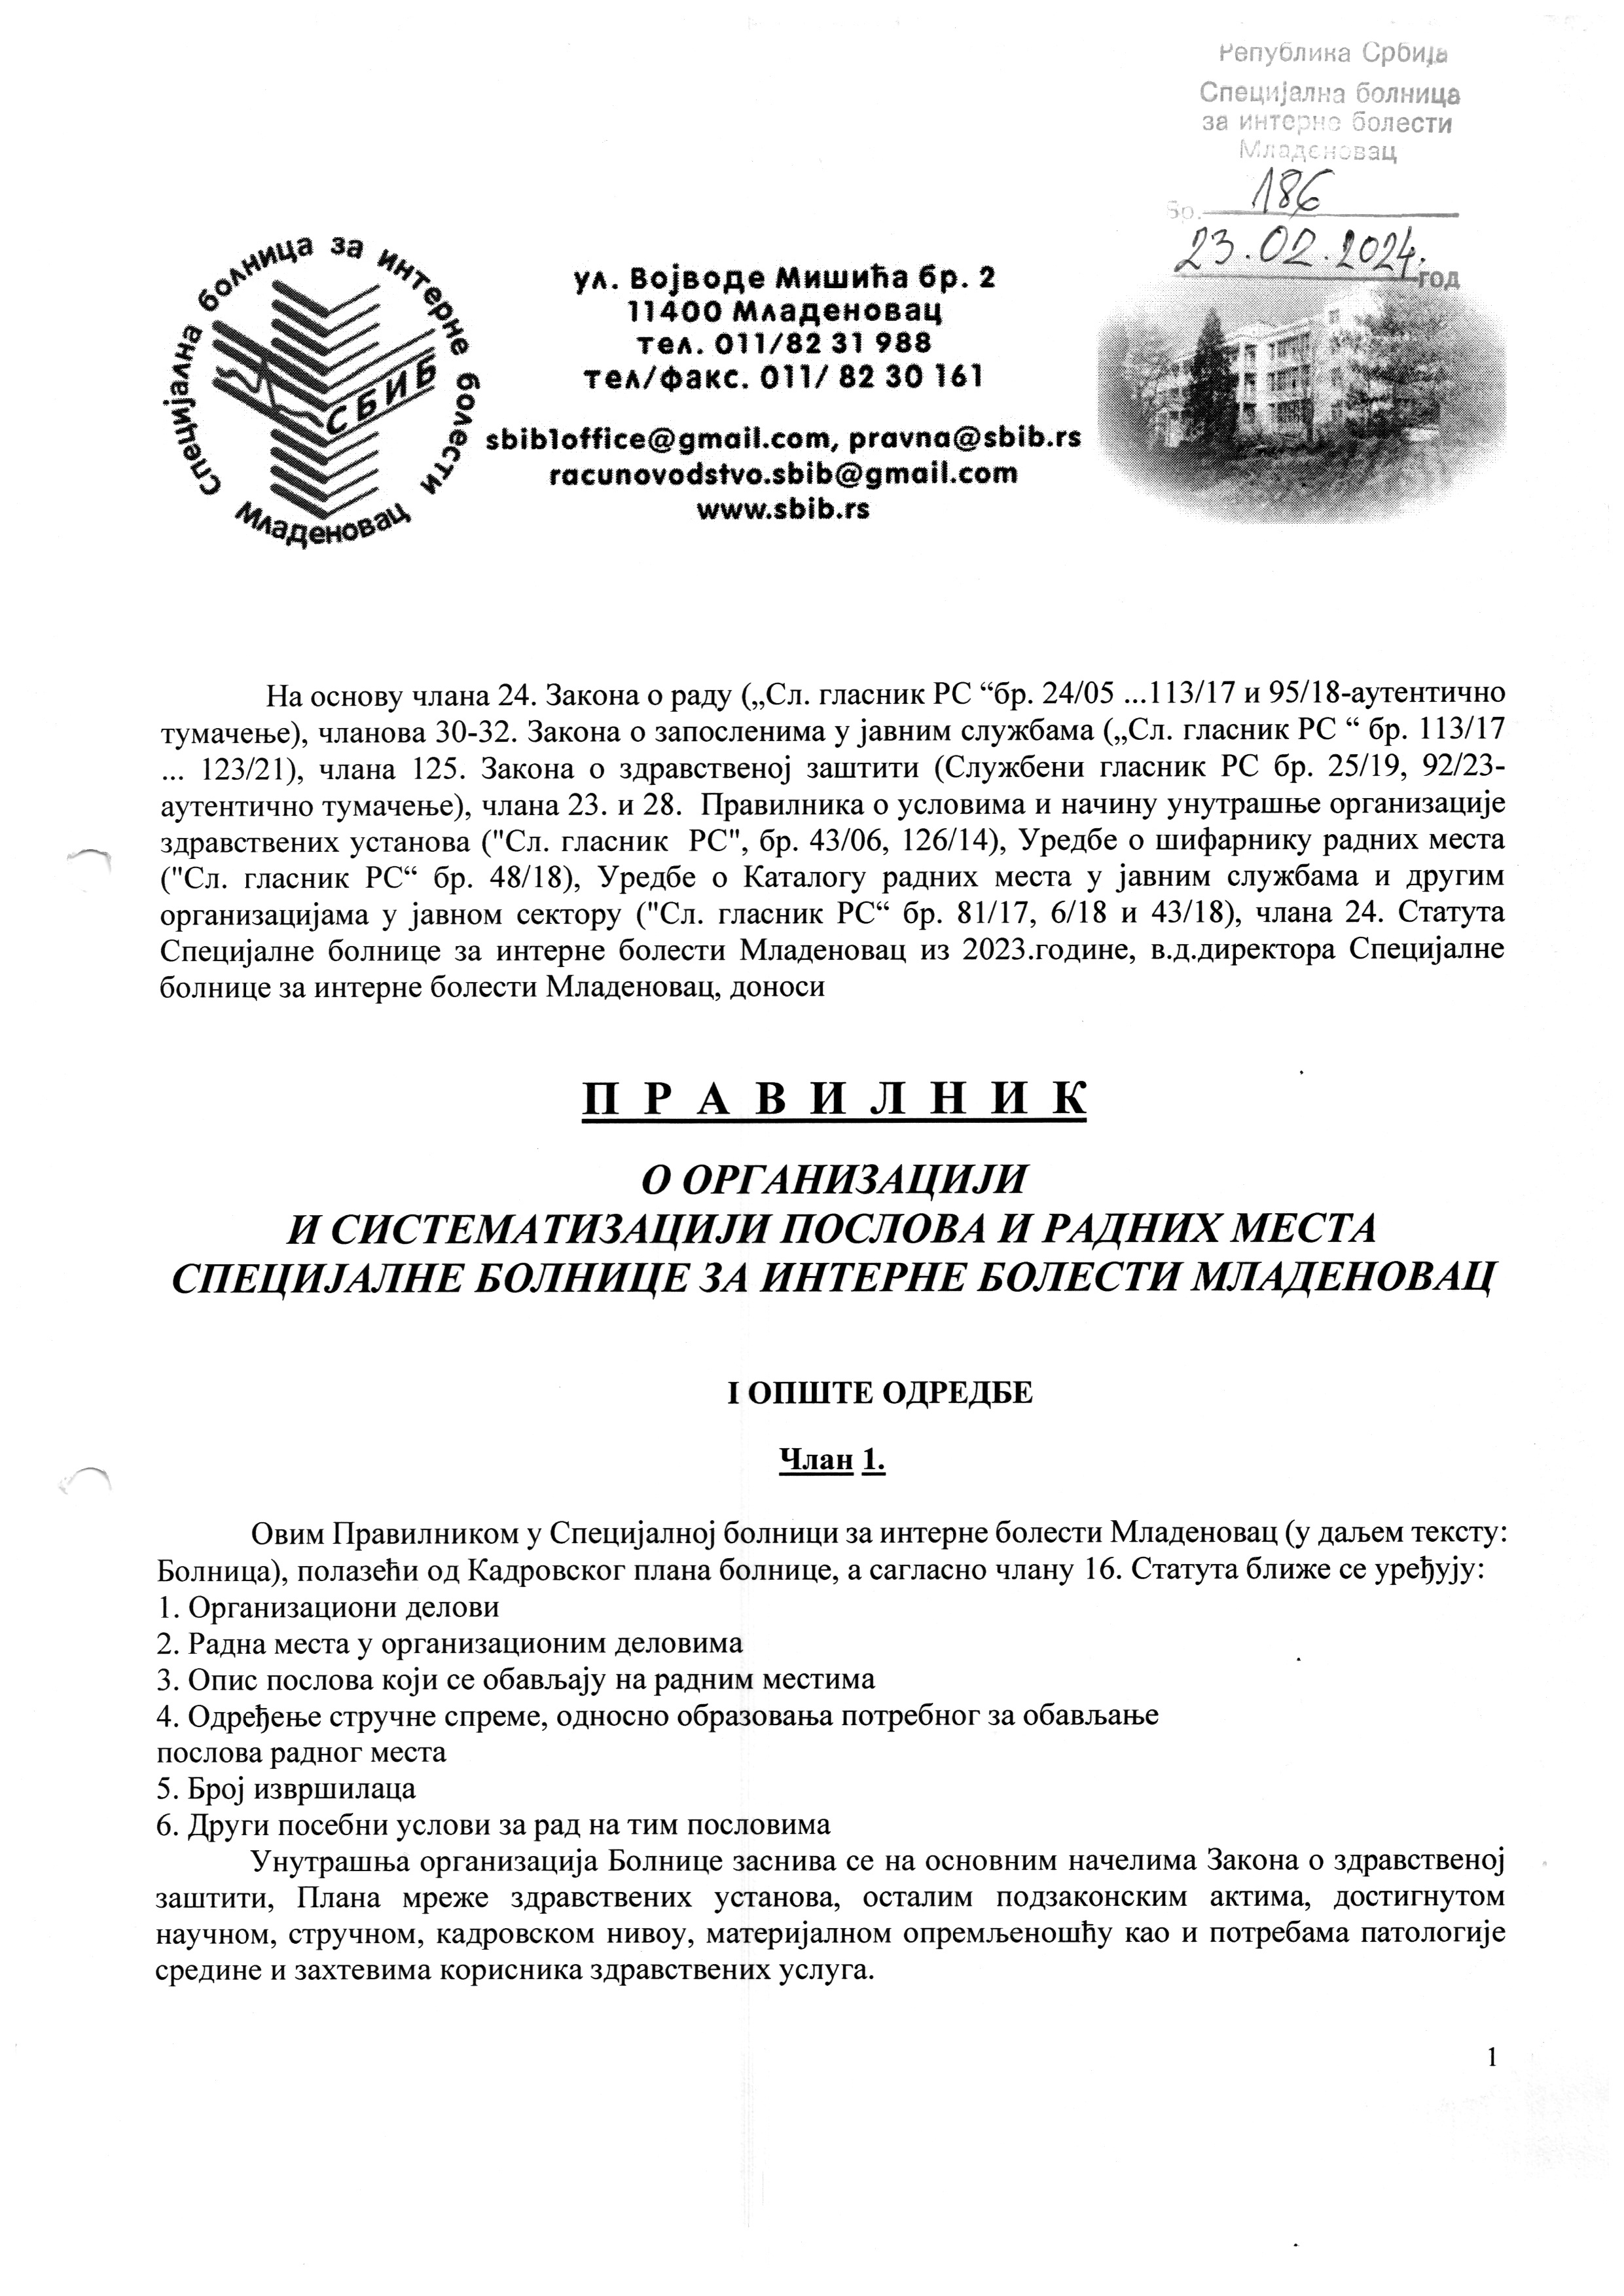 Република Србија
Специјална болница
за интерне болести
Младеновац
Бр. 186
23.02.2024. год
специјална болница за интерне болести
Младеновац
СБИБ
ул. Војводе Мишића бр. 2
11400 Младеновац
тел. 011/82 31 988
тел/факс. 011/ 82 30 161
sbib1office@gmail.com, pravna@sbib.rs
racunovodstvo.sbib@gmail.com
www.sbib.rs
На основу члана 24. Закона о раду („Сл. гласник РС “бр. 24/05 ...113/17 и 95/18-аутентично
тумачење), чланова 30-32. Закона о запосленима у јавним службама („Сл. гласник РС “ бр. 113/17
... 123/21), члана 125. Закона о здравственој заштити (Службени гласник РС бр. 25/19, 92/23-
аутентично тумачење), члана 23. и 28. Правилника о условима и начину унутрашње организације
здравствених установа ("Сл. гласник РС", бр. 43/06, 126/14), Уредбе о шифарнику радних места
("Сл. гласник РС“ бр. 48/18), Уредбе о Каталогу радних места у јавним службама и другим
организацијама у јавном сектору ("Сл. гласник РС“ бр. 81/17, 6/18 и 43/18), члана 24. Статута
Специјалне болнице за интерне болести Младеновац из 2023.године, в.д.директора Специјалне
болнице за интерне болести Младеновац, доноси
П Р А В И Л Н И К
О ОРГАНИЗАЦИЈИ
И СИСТЕМАТИЗАЦИЈИ ПОСЛОВА И РАДНИХ МЕСТА
СПЕЦИЈАЛНЕ БОЛНИЦЕ ЗА ИНТЕРНЕ БОЛЕСТИ МЛАДЕНОВАЦ
I ОПШТЕ ОДРЕДБЕ
Члан 1.
Овим Правилником у Специјалној болници за интерне болести Младеновац (у даљем тексту:
Болница), полазећи од Кадровског плана болнице, а сагласно члану 16. Статута ближе се уређују:
1. Организациони делови
2. Радна места у организационим деловима
3. Опис послова који се обављају на радним местима
4. Одређење стручне спреме, односно образовања потребног за обављање
послова радног места
5. Број извршилаца
6. Други посебни услови за рад на тим пословима
Унутрашња организација Болнице заснива се на основним начелима Закона о здравственој
заштити, Плана мреже здравствених установа, осталим подзаконским актима, достигнутом
научном, стручном, кадровском нивоу, материјалном опремљеношћу као и потребама патологије
средине и захтевима корисника здравствених услуга.
1